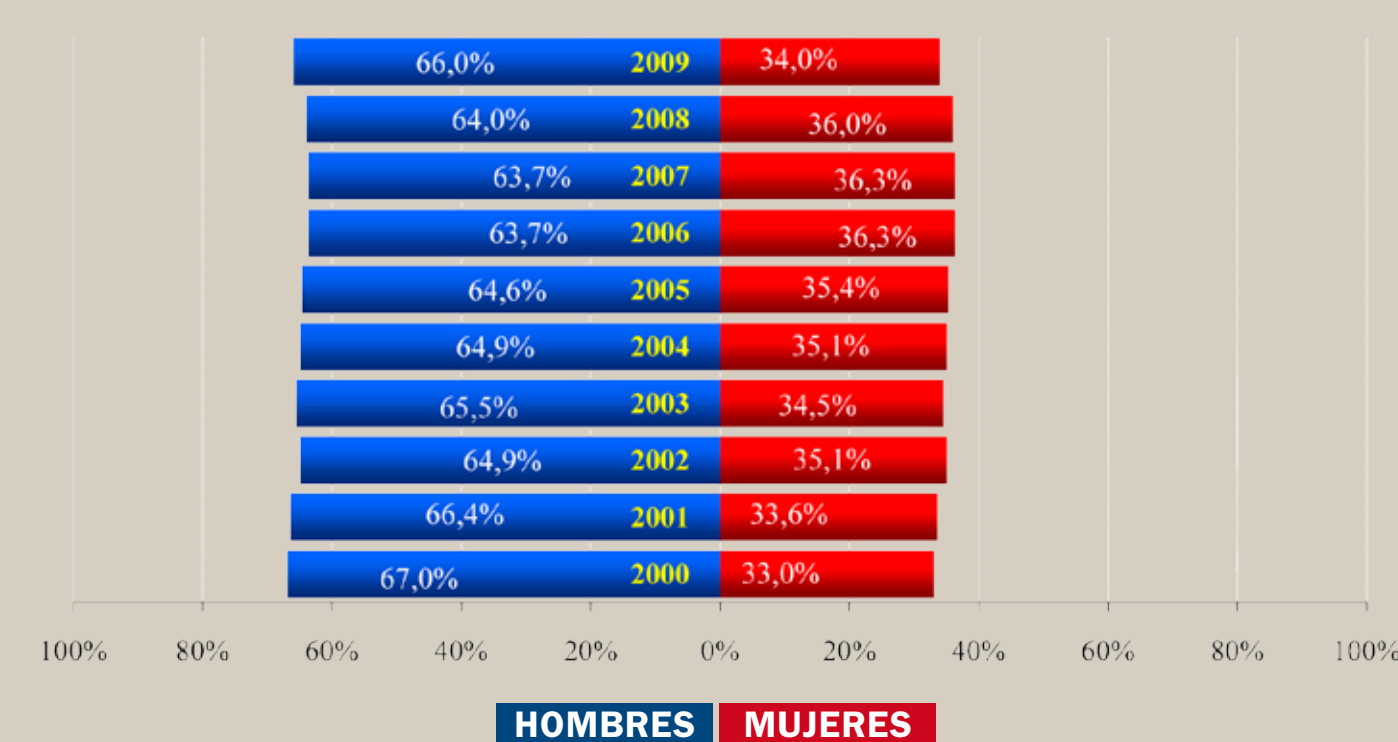 66,0% 2009 34,0%
64,0% 2008 36,0%
63,7% 2007 36,3%
63,7% 2006 36,3%
64,6% 2005 35,4%
64,9% 2004 35,1%
65,5% 2003 34,5%
64,9% 2002 35,1%
66,4% 2001 33,6%
67,0% 2000 33,0%
100% 80% 60% 40% 20% 0% 20% 40% 60% 80% 100%
HOMBRES MUJERES